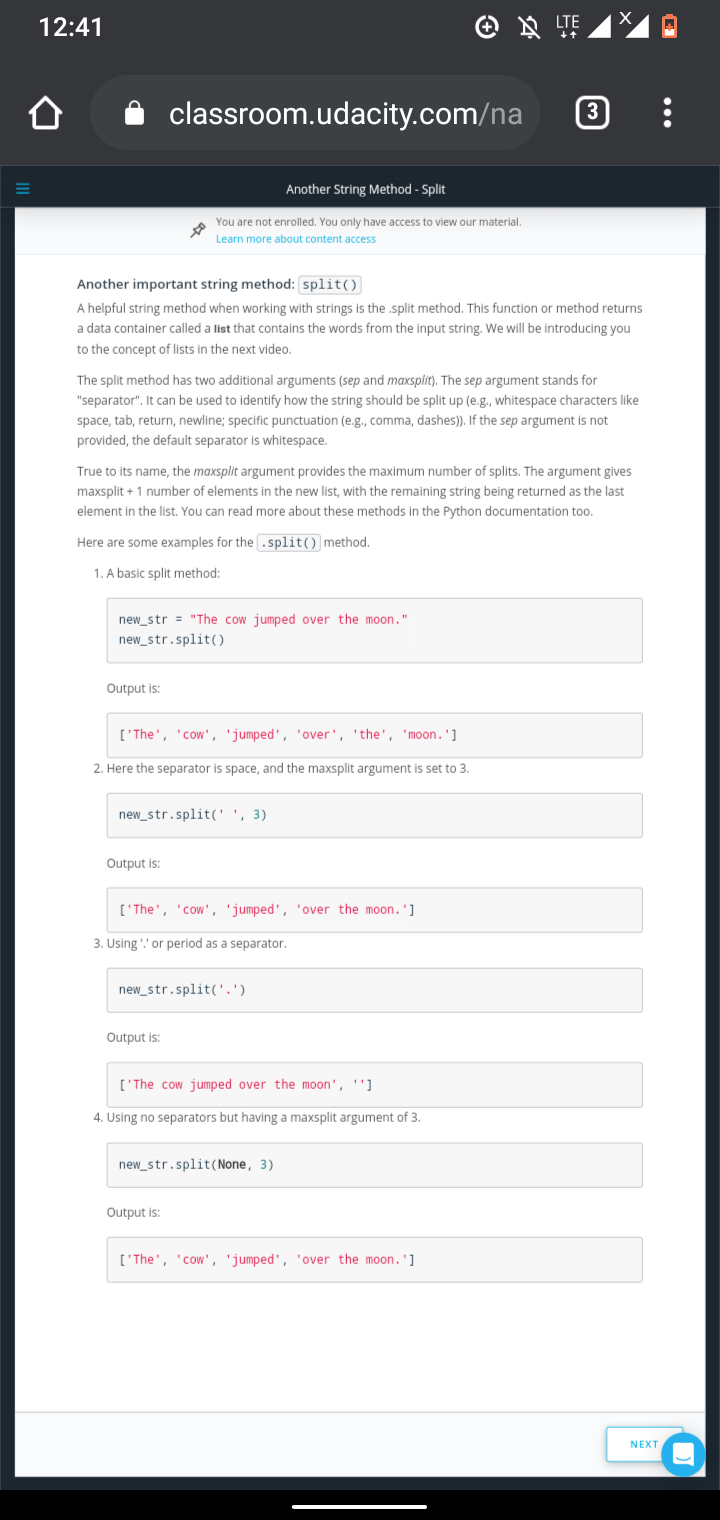 12:41
LTE
classroom.udacity.com/na
3
Another String Method - Split
You are not enrolled. You only have access to view our material.
Learn more about content access
Another important string method: split()
A helpful string method when working with strings is the .split method. This function or method returns
a data container called a list that contains the words from the input string. We will be introducing you
to the concept of lists in the next video.
The split method has two additional arguments (sep and maxsplit). The sep argument stands for
"separator". It can be used to identify how the string should be split up (e.g., whitespace characters like
space, tab, return, newline; specific punctuation (e.g., comma, dashes)). If the sep argument is not
provided, the default separator is whitespace.
True to its name, the maxsplit argument provides the maximum number of splits. The argument gives
maxsplit + 1 number of elements in the new list, with the remaining string being returned as the last
element in the list. You can read more about these methods in the Python documentation too.
Here are some examples for the .split() method.
1. A basic split method:
new_str = "The cow jumped over the moon."
new_str.split()
Output is:
['The', 'cow', 'jumped', 'over', 'the', 'moon.']
2. Here the separator is space, and the maxsplit argument is set to 3.
new_str.split(' ', 3)
Output is:
['The', 'cow', 'jumped', 'over the moon.']
3. Using '.' or period as a separator.
new_str.split('.')
Output is:
['The cow jumped over the moon', '']
4. Using no separators but having a maxsplit argument of 3.
new_str.split(None, 3)
Output is:
['The', 'cow', 'jumped', 'over the moon.']
NEXT